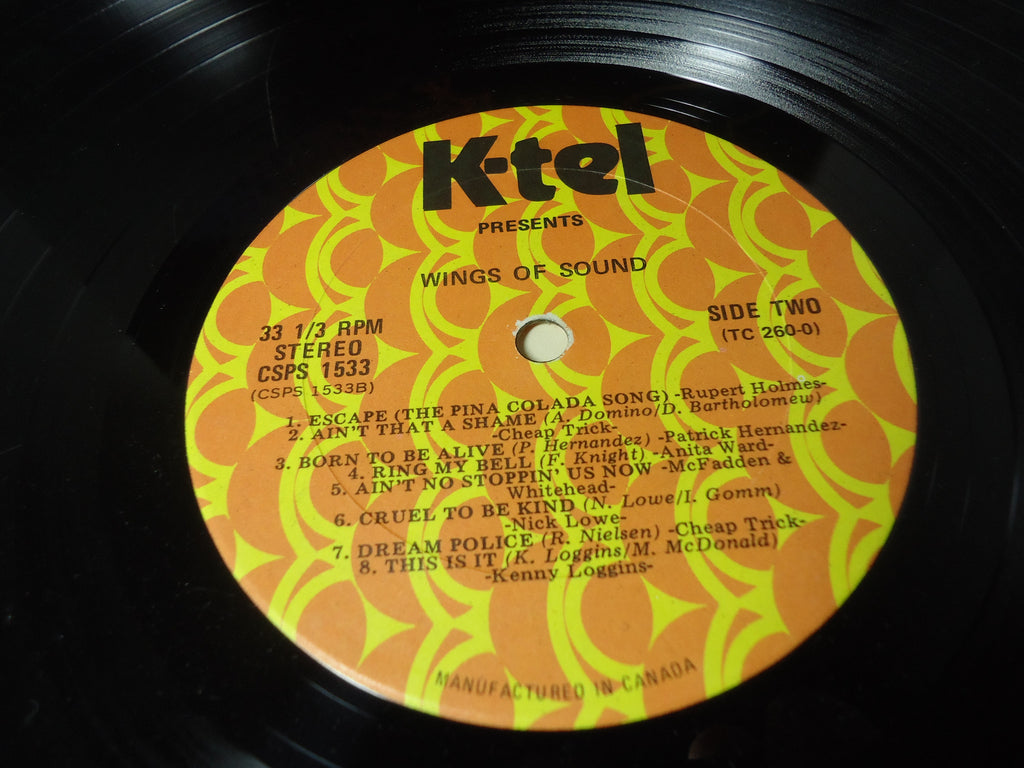 K-tel
PRESENTS
WINGS OF SOUND
33 1/3 RPM
STEREO
CSPS 1533
(CSPS 1533B)
SIDE TWO
(TC 260-0)
1. ESCAPE (THE PINA COLADA SONG) -Rupert Holmes-
2. AIN'T THAT A SHAME (A. Domino/D. Bartholomew)
-Cheap Trick-
3. BORN TO BE ALIVE (P. Hernandez) -Patrick Hernandez-
4. RING MY BELL (F. Knight) -Anita Ward-
5. AIN'T NO STOPPIN' US NOW -McFadden &
Whitehead-
6. CRUEL TO BE KIND (N. Lowe/I. Gomm)
-Nick Lowe-
7. DREAM POLICE (R. Nielsen) -Cheap Trick-
8. THIS IS IT (K. Loggins/M. McDonald)
-Kenny Loggins-
MANUFACTURED IN CANADA